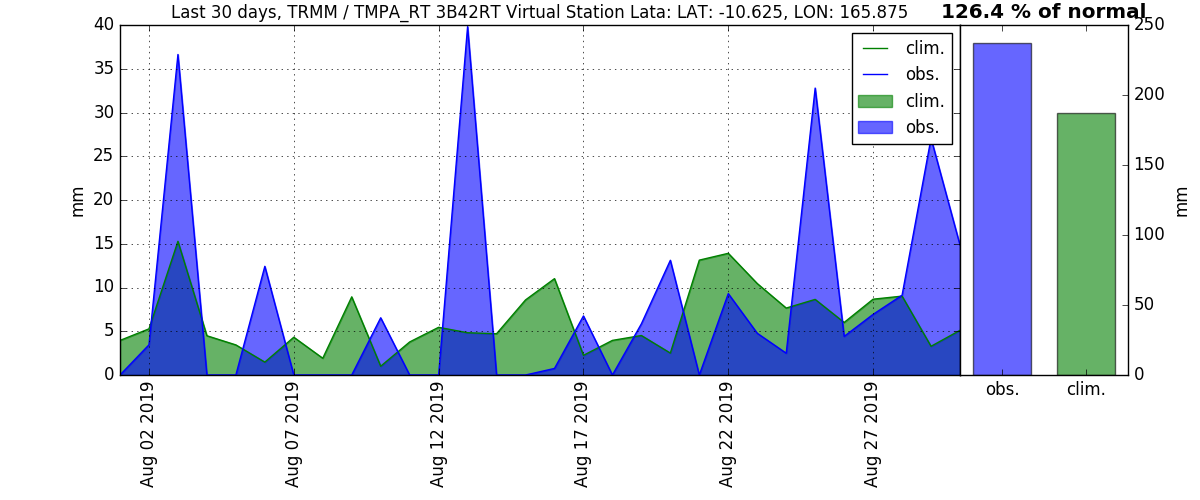 Last 30 days, TRMM / TMPA_RT 3B42RT Virtual Station Lata: LAT: -10.625, LON: 165.875
126.4 % of normal
40
35
30
25
20
15
10
5
0
mm
clim.
obs.
clim.
obs.
250
200
150
100
50
0
mm
Aug 02 2019
Aug 07 2019
Aug 12 2019
Aug 17 2019
Aug 22 2019
Aug 27 2019
obs.
clim.